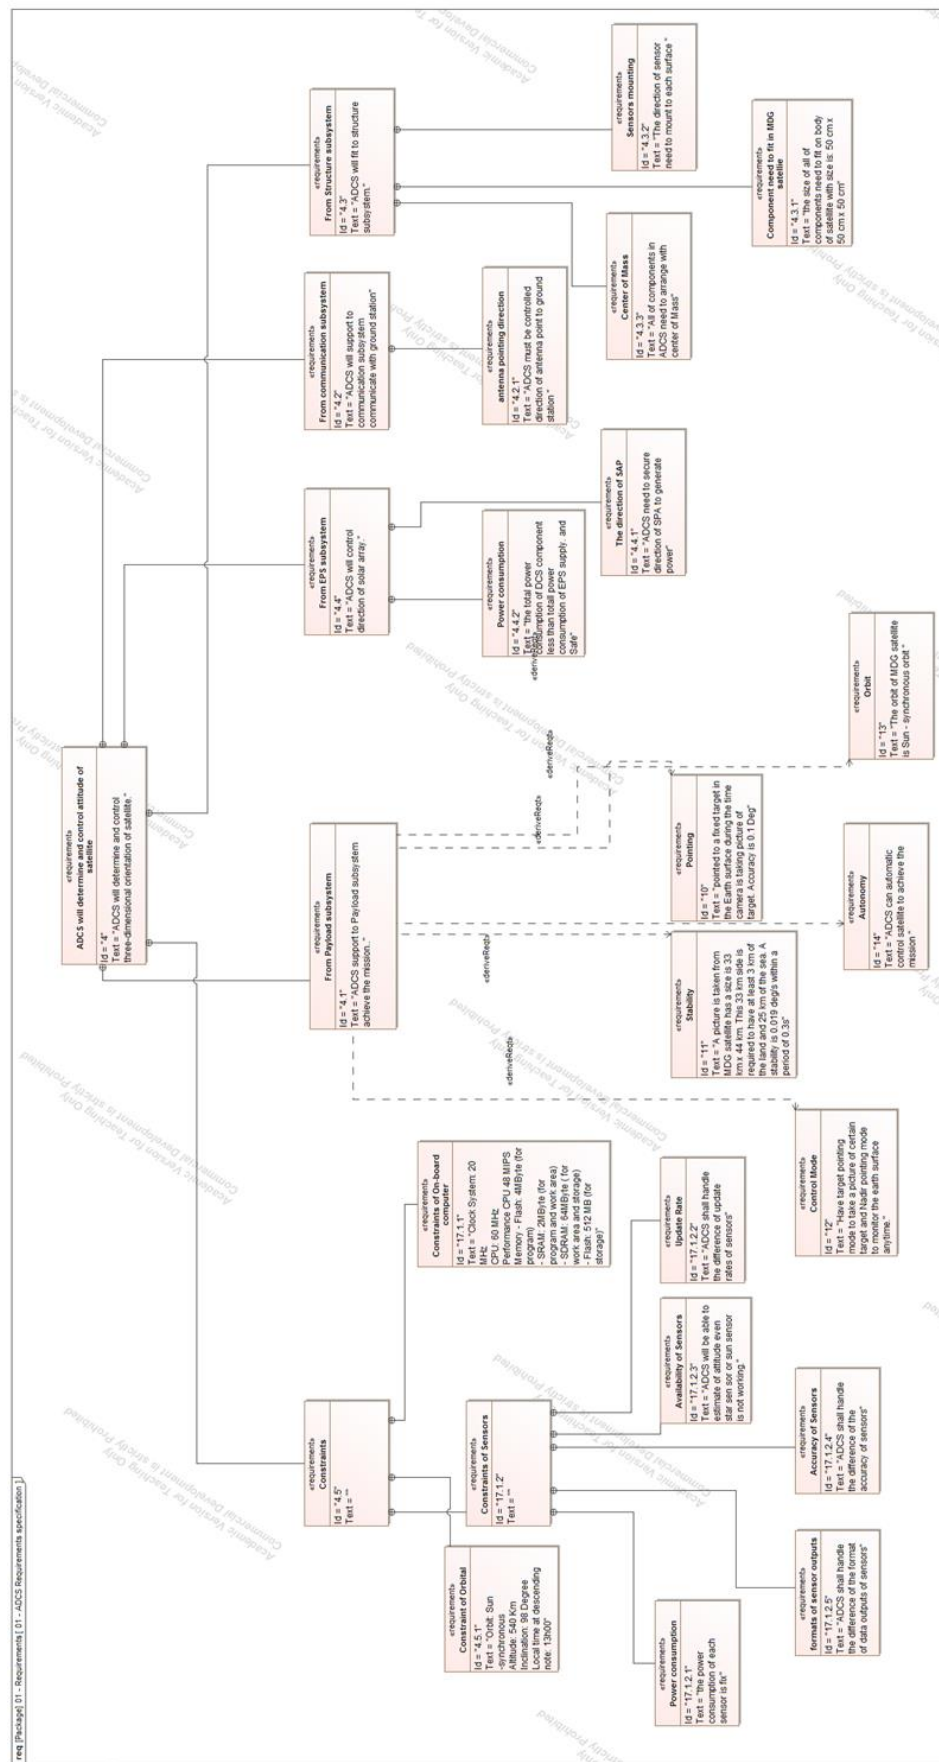 req [Package] 01 - Requirements [ 01 - ADCS Requirements specification ]
«requirement»
ADCS will determine and control attitude of
satellite
Id = "4"
Text = "ADCS will determine and control
three-dimensional orientation of satellite."
«requirement»
Constraints
Id = "4.5"
Text = ""
«requirement»
From Payload subsystem
Id = "4.1"
Text = "ADCS support to Payload subsystem
achieve the mission.."
«requirement»
From EPS subsystem
Id = "4.4"
Text = "ADCS will control
direction of solar array."
«requirement»
From communication subsystem
Id = "4.2"
Text = "ADCS will support to
communication subsystem
communicate with ground station"
«requirement»
From Structure subsystem
Id = "4.3"
Text = "ADCS will fit to structure
subsystem."
«requirement»
Constraint of Orbital
Id = "4.5.1"
Text = "Orbit: Sun
-synchronous
Altitude: 540 Km
Inclination: 98 Degree
Local time at descending
note: 13h00"
«requirement»
Constraints of Sensors
Id = "17.1.2"
Text = ""
«requirement»
Constraints of On-board
computer
Id = "17.1.1"
Text = "Clock System: 20
MHz
CPU: 60 MHz
Performance CPU 48 MIPS
Memory - Flash: 4MByte (for
program)
- SRAM: 2MByte (for
program and work area)
- SDRAM: 64MByte ( for
work area and storage)
- Flash: 512 MB (for
storage)"
«requirement»
Power consumption
Id = "4.4.2"
Text = "the total power
consumption of DCS component
less than totall power
consumption of EPS supply. and
Safe"
«requirement»
The direction of SAP
Id = "4.4.1"
Text = "ADCS need to secure
direction of SPA to generate
power"
«requirement»
antenna pointing direction
Id = "4.2.1"
Text = "ADCS must be controlled
direction of antenna point to ground
station "
«requirement»
Center of Mass
Id = "4.3.3"
Text = "All of components in
ADCS need to arrange with
center of Mass"
«requirement»
Sensors mounting
Id = "4.3.2"
Text = "The direction of sensor
need to mount to each surface "
«requirement»
Component need to fit in MDG
satellie
Id = "4.3.1"
Text = "the size of all of
components need to fit on body
of satellite with size is: 50 cm x
50 cm x 50 cm"
«requirement»
Power consumption
Id = "17.1.2.1"
Text = "the power
consumption of each
sensor is fix"
«requirement»
formats of sensor outputs
Id = "17.1.2.5"
Text = "ADCS shall handle
the difference of the format
of data outputs of sensors"
«requirement»
Accuracy of Sensors
Id = "17.1.2.4"
Text = "ADCS shall handle
the difference of the
accuracy of sensors"
«requirement»
Availability of Sensors
Id = "17.1.2.3"
Text = "ADCS will be able to
estimate of attitude even
star sen sor or sun sensor
is not working."
«requirement»
Update Rate
Id = "17.1.2.2"
Text = "ADCS shall handle
the difference of update
rates of sensors"
«deriveReqt»
«deriveReqt»
«deriveReqt»
«deriveReqt»
«deriveReqt»
«requirement»
Control Mode
Id = "12"
Text = "Have target pointing
mode to take a picture of certain
target and Nadir pointing mode
to monitor the earth surface
anytime."
«requirement»
Stability
Id = "11"
Text = "A picture is taken from
MDG satellite has a size is 33
km x 44 km. This 33 km side is
required to have at least 3 km of
the land and 25 km of the sea. A
stability is 0.019 deg/s within a
period of 0.3s"
«requirement»
Autonomy
Id = "14"
Text = "ADCS can automatic
control satellite to achieve the
mission "
«requirement»
Pointing
Id = "10"
Text = "pointed to a fixed target in
the Earth surface during the time
camera is taking picture of
target. Accuracy is 0.1 Deg"
«requirement»
Orbit
Id = "13"
Text = "The orbit of MDG satellite
is Sun - synchronous orbit "
Academic Version for Teaching Only
Commercial Development is strictly Prohibited